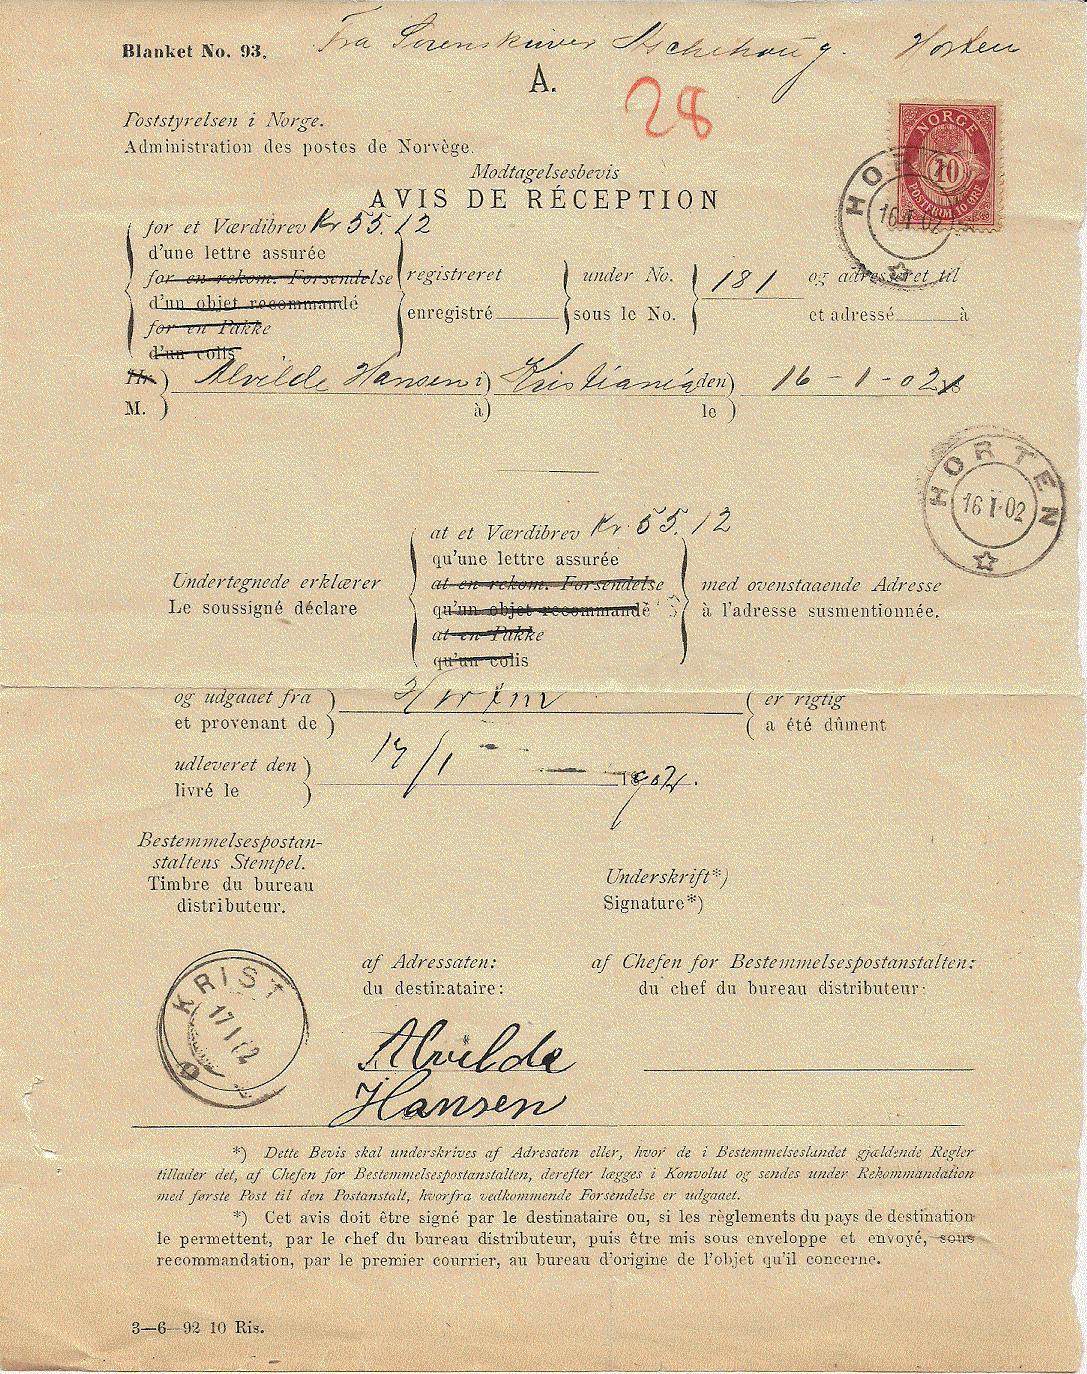 Blanket No. 93.
Fra Sorenskriver Aschehoug. Horten
A.
28
Poststyrelsen i Norge.
Administration des postes de Norvège.
NORGE
10
POSTFRIM. 10 ØRE
HORTEN
16 I 02
Modtagelsesbevis
AVIS DE RÉCEPTION
for et Værdibrev Kr 55.12
d'une lettre assurée
for en rekom. Forsendelse
d'un objet recommandé
for en Pakke
d'un colis
registreret
enregistré
under No.
sous le No.
181
og adresseret til
et adressé à
Hr.
M.
Alvilde Hansen
i)
à)
Kristiania
den
le
16-1-02
HORTEN
16 I 02
at et Værdibrev Kr. 55.12
qu'une lettre assurée
at en rekom. Forsendelse
qu'un objet recommandé
at en Pakke
qu'un colis
Undertegnede erklærer
Le soussigné déclare
med ovenstaaende Adresse
à l'adresse susmentionnée.
og udgaaet fra
et provenant de
Horten
er rigtig
a été dûment
udleveret den
livré le
17/1 1902.
Bestemmelsespostan-
staltens Stempel.
Timbre du bureau
distributeur.
Underskrift*)
Signature*)
KRIST
17 I 02
af Adressaten:
du destinataire:
af Chefen for Bestemmelsespostanstalten:
du chef du bureau distributeur:
Alvilde
Hansen
*) Dette Bevis skal underskrives af Adresaten eller, hvor de i Bestemmelseslandet gjældende Regler
tillader det, af Chefen for Bestemmelsespostanstalten, derefter lægges i Konvolut og sendes under Rekommandation
med første Post til den Postanstalt, hvorfra vedkommende Forsendelse er udgaaet.
*) Cet avis doit être signé par le destinataire ou, si les règlements du pays de destination
le permettent, par le chef du bureau distributeur, puis être mis sous enveloppe et envoyé, sous
recommandation, par le premier courrier, au bureau d'origine de l'objet qu'il concerne.
3—6—92 10 Ris.